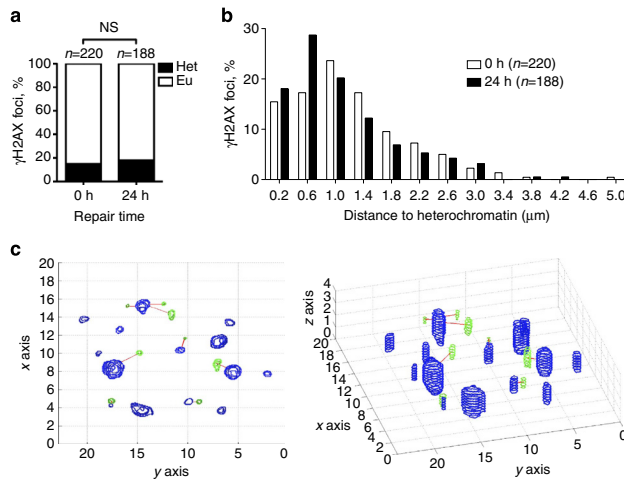 a
NS
n=220 n=188
100
80
60
40
20
0
γH2AX foci, %
Het
Eu
0 h 24 h
Repair time
b
30
20
10
0
γH2AX foci, %
0 h (n=220)
24 h (n=188)
0.2 0.6 1.0 1.4 1.8 2.2 2.6 3.0 3.4 3.8 4.2 4.6 5.0
Distance to heterochromatin (μm)
c
20
18
16
14
12
10
8
6
4
2
0
x axis
20 15 10 5 0
y axis
4
3
2
1
0
z axis
20
18
16
14
12
10
8
6
4
2
0
x axis
20 15 10 5 0
y axis